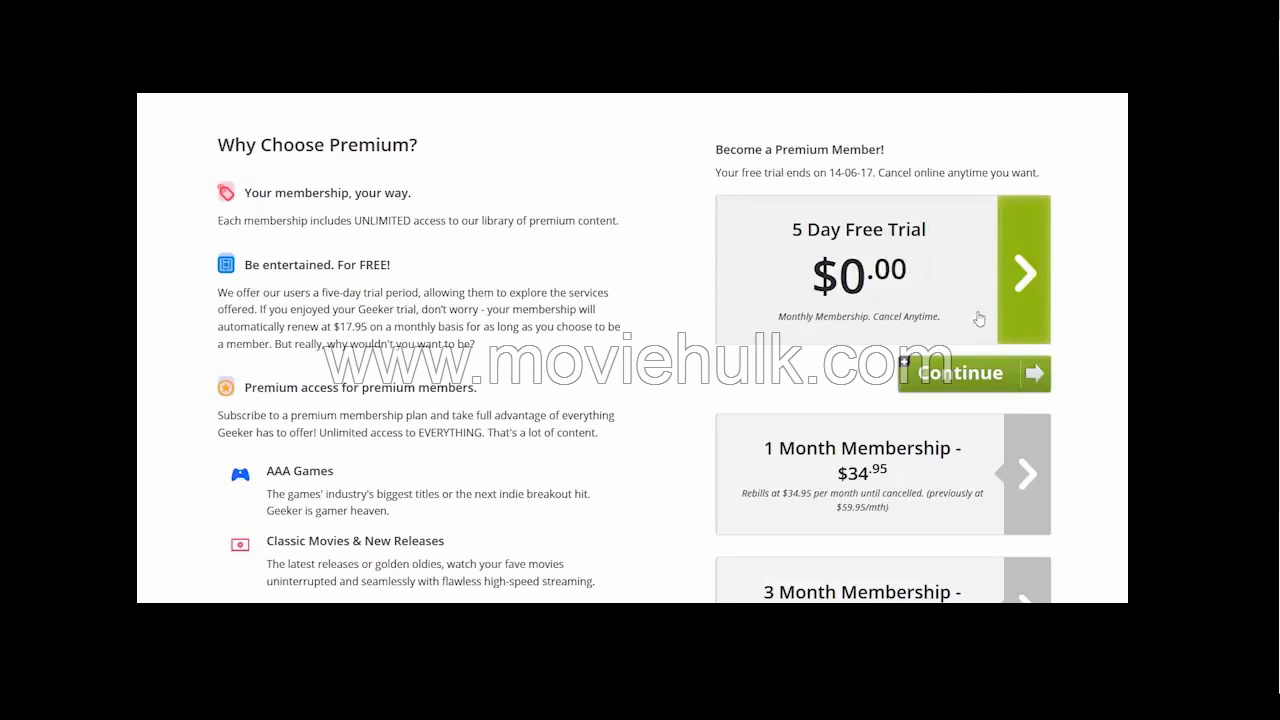 Why Choose Premium?
Your membership, your way.
Each membership includes UNLIMITED access to our library of premium content.
Be entertained. For FREE!
We offer our users a five-day trial period, allowing them to explore the services
offered. If you enjoyed your Geeker trial, don't worry - your membership will
automatically renew at $17.95 on a monthly basis for as long as you choose to be
a member. But really, why wouldn't you want to be?
Premium access for premium members.
Subscribe to a premium membership plan and take full advantage of everything
Geeker has to offer! Unlimited access to EVERYTHING. That's a lot of content.
AAA Games
The games' industry's biggest titles or the next indie breakout hit.
Geeker is gamer heaven.
Classic Movies & New Releases
The latest releases or golden oldies, watch your fave movies
uninterrupted and seamlessly with flawless high-speed streaming.
Become a Premium Member!
Your free trial ends on 14-06-17. Cancel online anytime you want.
5 Day Free Trial
$0.00
Monthly Membership. Cancel Anytime.
www.moviehulk.com
Continue
1 Month Membership -
$34.95
Rebills at $34.95 per month until cancelled. (previously at
$59.95/mth)
3 Month Membership -